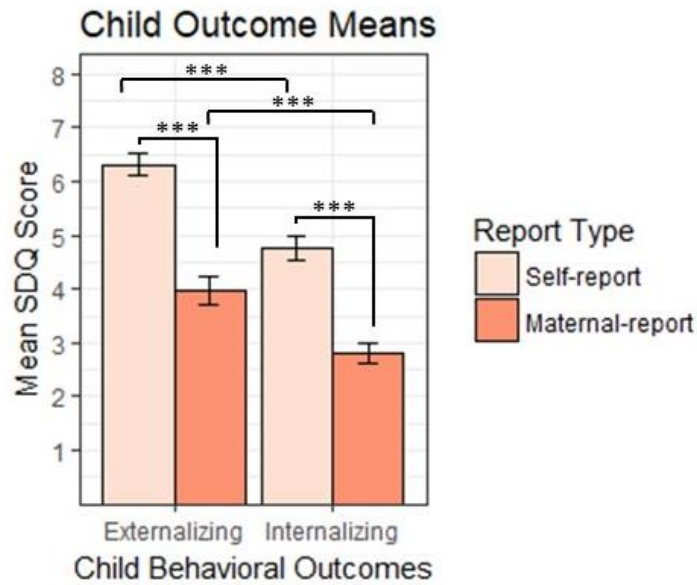 Child Outcome Means
8
7
6
5
4
3
2
1
Mean SDQ Score
***
***
***
***
Externalizing
Internalizing
Child Behavioral Outcomes
Report Type
Self-report
Maternal-report